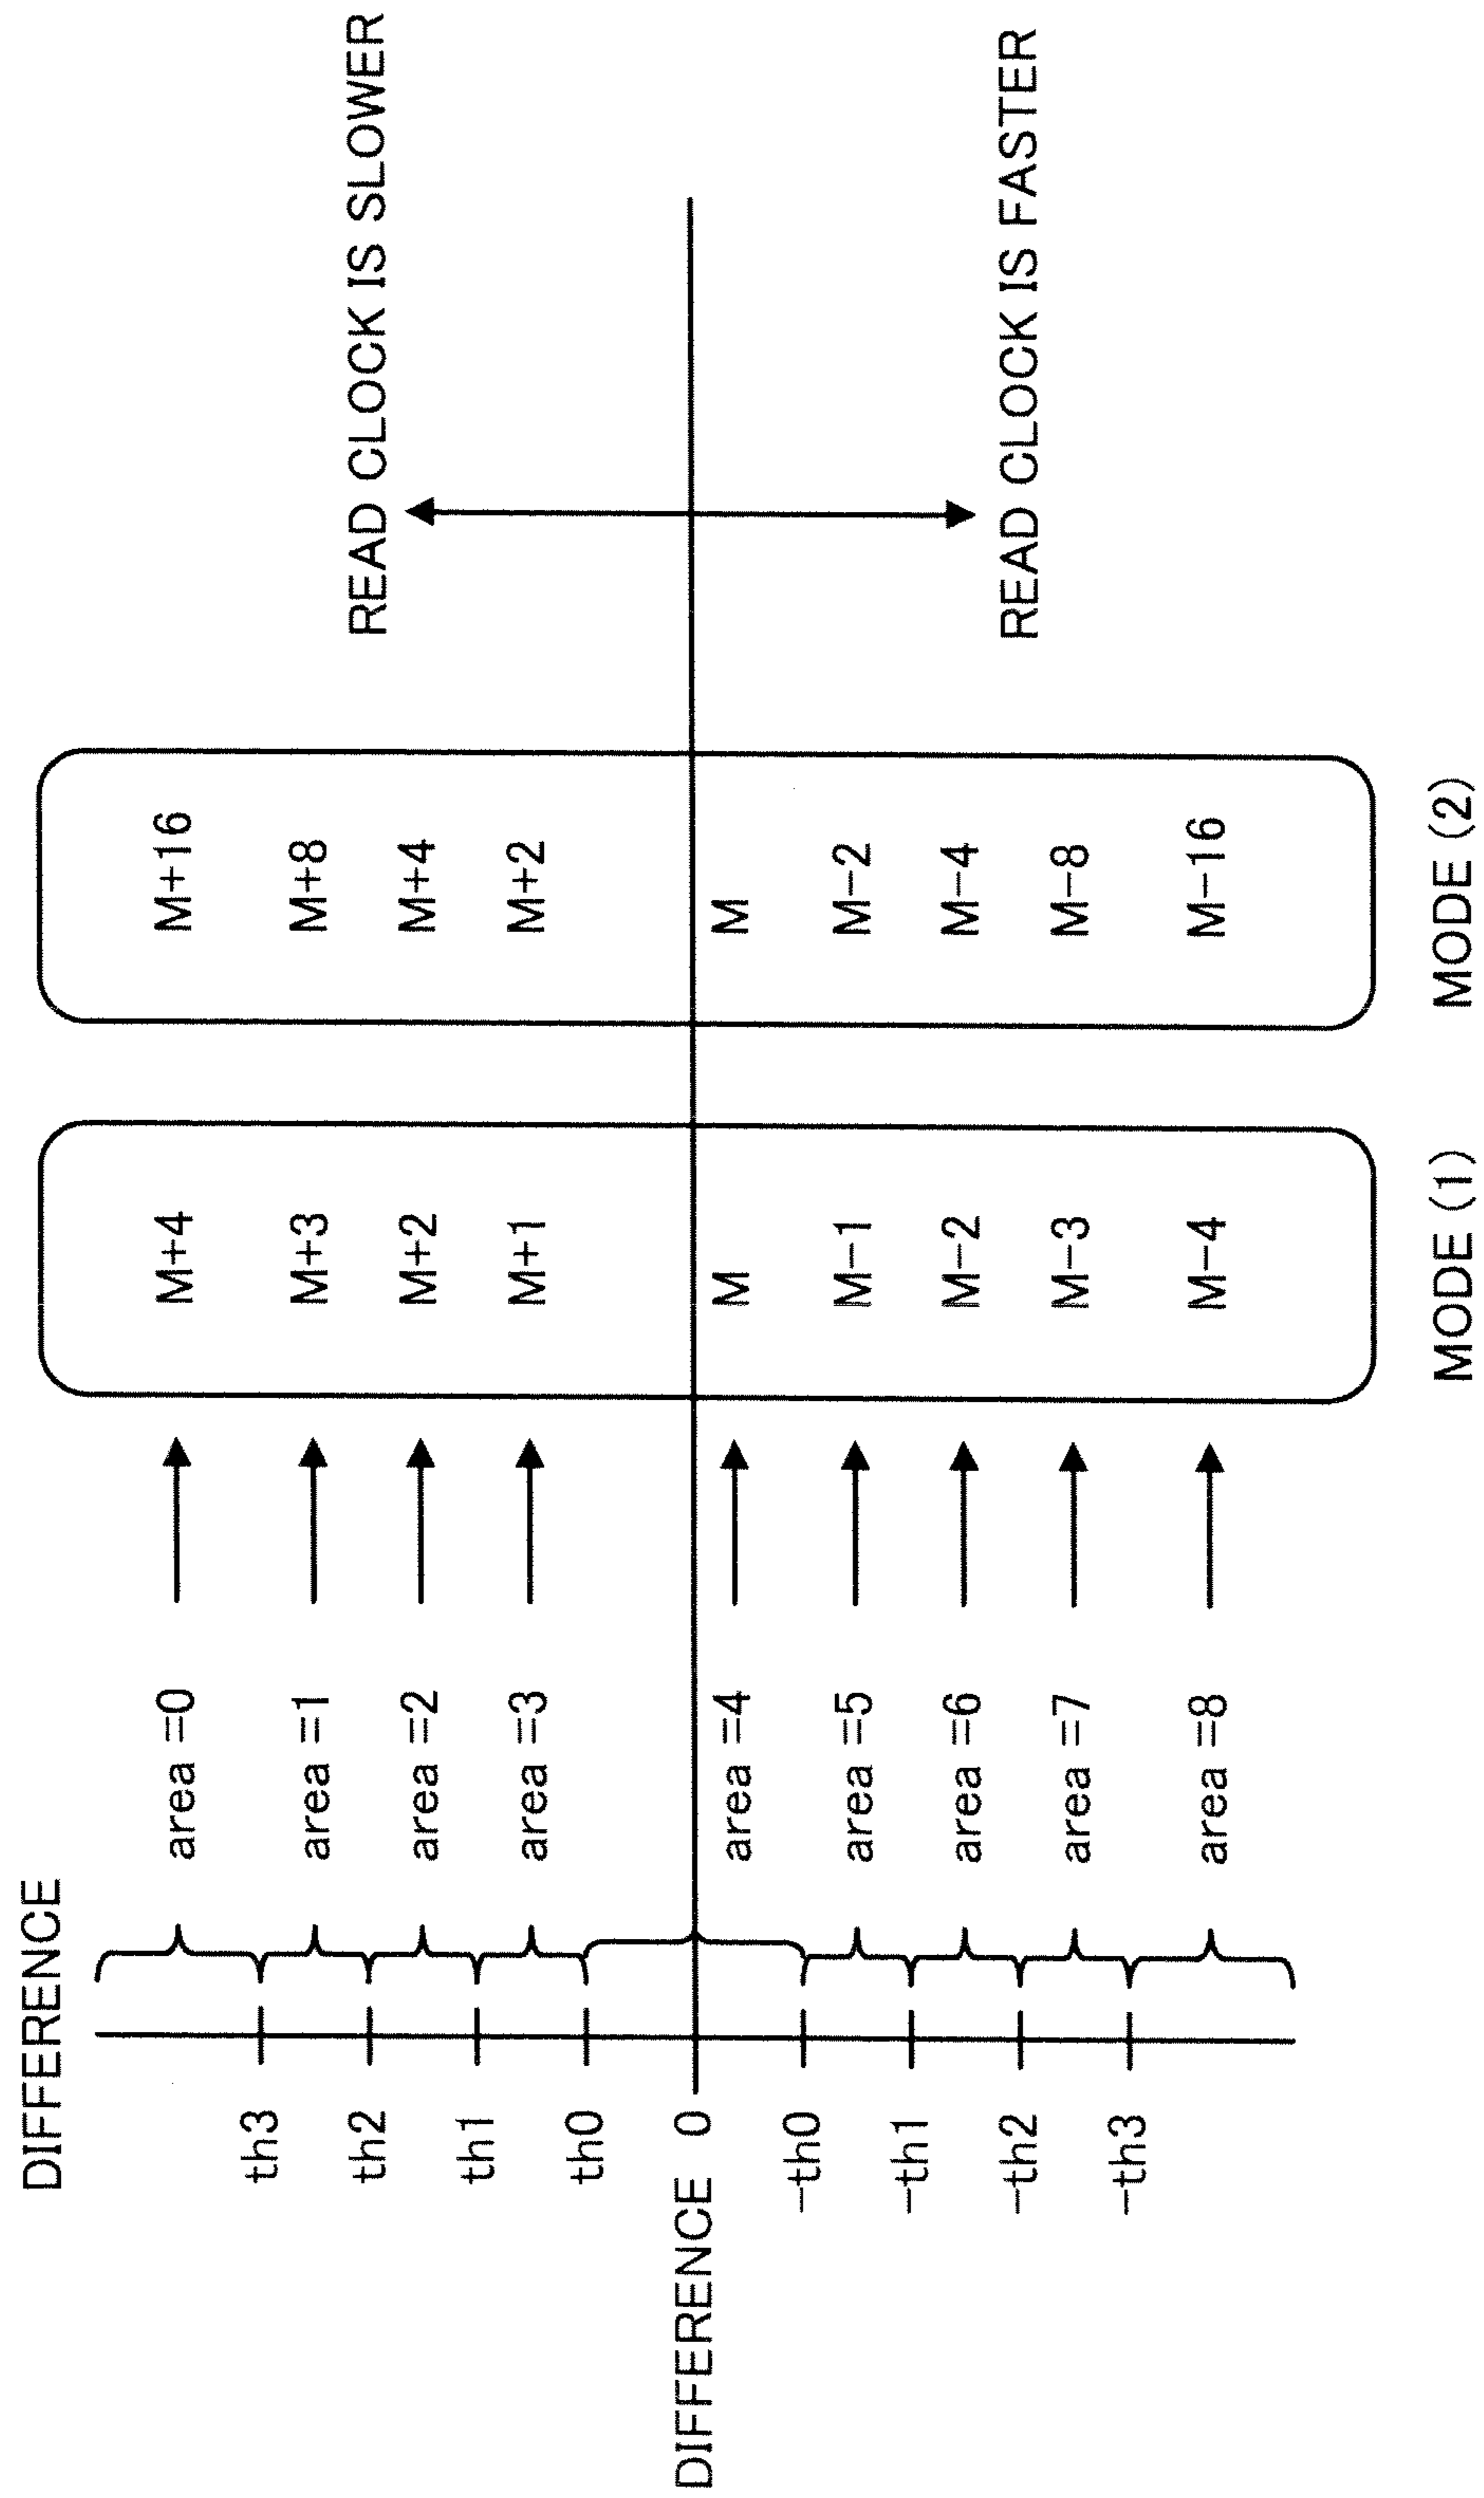 DIFFERENCE
th3
th2
th1
th0
DIFFERENCE 0
-th0
-th1
-th2
-th3
area =0
area =1
area =2
area =3
area =4
area =5
area =6
area =7
area =8
M+4
M+3
M+2
M+1
M
M-1
M-2
M-3
M-4
MODE (1)
M+16
M+8
M+4
M+2
M
M-2
M-4
M-8
M-16
MODE (2)
READ CLOCK IS SLOWER
READ CLOCK IS FASTER